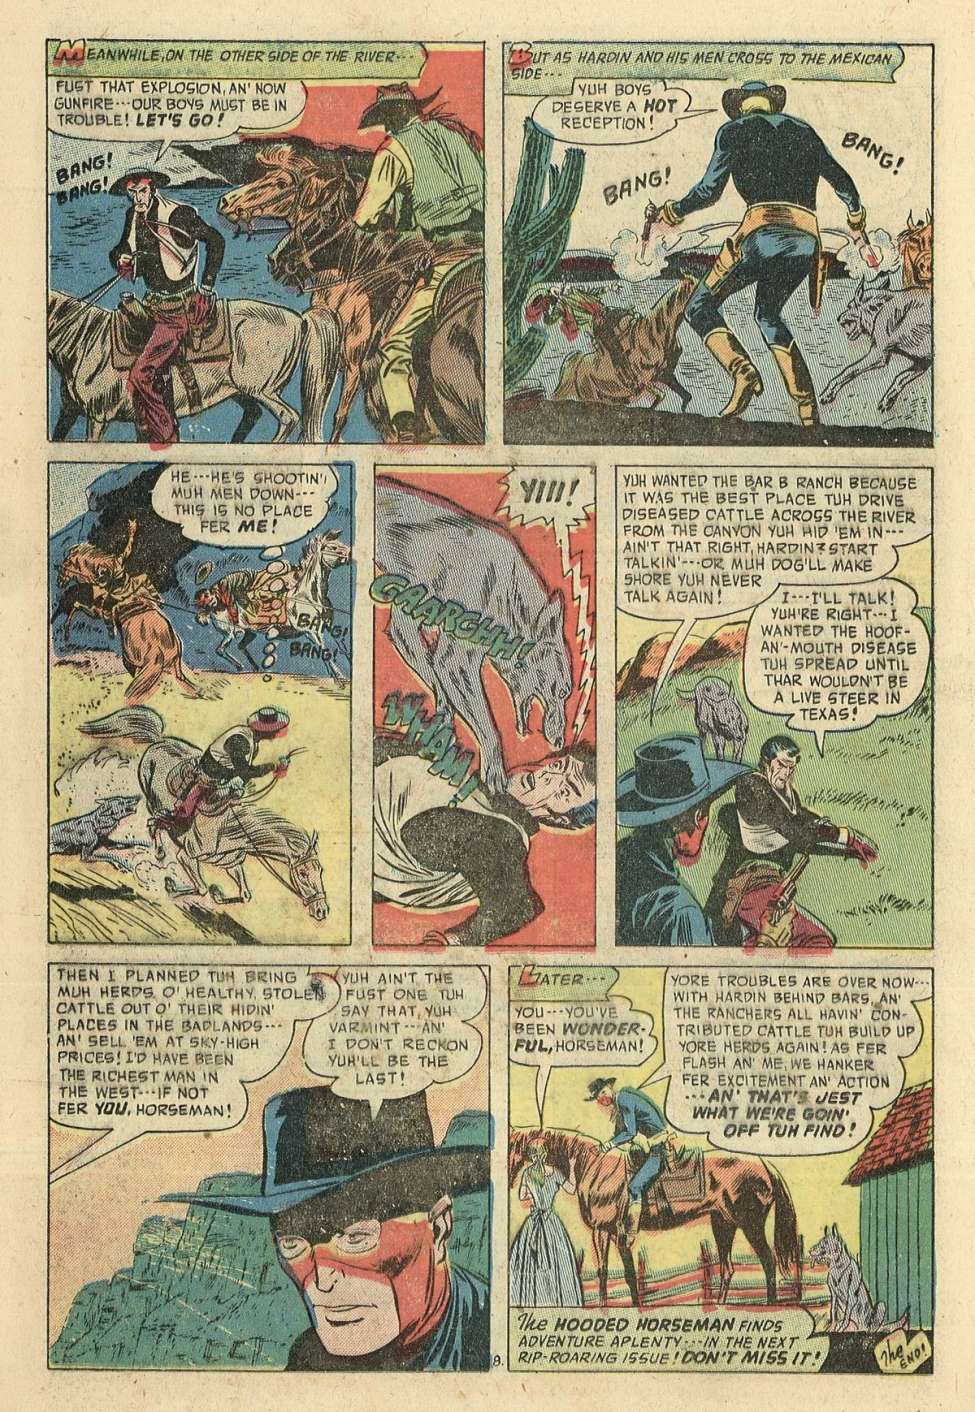 MEANWHILE, ON THE OTHER SIDE OF THE RIVER---
FUST THAT EXPLOSION, AN' NOW
GUNFIRE---OUR BOYS MUST BE IN
TROUBLE! LET'S GO!
BANG!
BANG!
BUT AS HARDIN AND HIS MEN CROSS TO THE MEXICAN
SIDE---
YUH BOYS
DESERVE A HOT
RECEPTION!
BANG!
BANG!
HE---HE'S SHOOTIN'
MUH MEN DOWN---
THIS IS NO PLACE
FER ME!
BANG!
BANG!
YIII!
GAARGHH!
WHAM!
YUH WANTED THE BAR B RANCH BECAUSE
IT WAS THE BEST PLACE TUH DRIVE
DISEASED CATTLE ACROSS THE RIVER
FROM THE CANYON YUH HID 'EM IN---
AIN'T THAT RIGHT, HARDIN? START
TALKIN'---OR MUH DOG'LL MAKE
SHORE YUH NEVER
TALK AGAIN!
I---I'LL TALK!
YUH'RE RIGHT---I
WANTED THE HOOF-
AN'-MOUTH DISEASE
TUH SPREAD UNTIL
THAR WOULDN'T BE
A LIVE STEER IN
TEXAS!
THEN I PLANNED TUH BRING
MUH HERDS O' HEALTHY, STOLEN
CATTLE OUT O' THEIR HIDIN'
PLACES IN THE BADLANDS---
AN' SELL 'EM AT SKY-HIGH
PRICES! I'D HAVE BEEN
THE RICHEST MAN IN
THE WEST---IF NOT
FER YOU, HORSEMAN!
YUH AIN'T THE
FUST ONE TUH
SAY THAT, YUH
VARMINT---AN'
I DON'T RECKON
YUH'LL BE THE
LAST!
8.
LATER---
YOU---YOU'VE
BEEN WONDER-
FUL, HORSEMAN!
YORE TROUBLES ARE OVER NOW--
WITH HARDIN BEHIND BARS, AN'
THE RANCHERS ALL HAVIN' CON-
TRIBUTED CATTLE TUH BUILD UP
YORE HERDS AGAIN! AS FER
FLASH AN' ME, WE HANKER
FER EXCITEMENT AN' ACTION
---AN' THAT'S JEST
WHAT WE'RE GOIN'
OFF TUH FIND!
The HOODED HORSEMAN FINDS
ADVENTURE APLENTY---IN THE NEXT
RIP-ROARING ISSUE! DON'T MISS IT!
The
END!